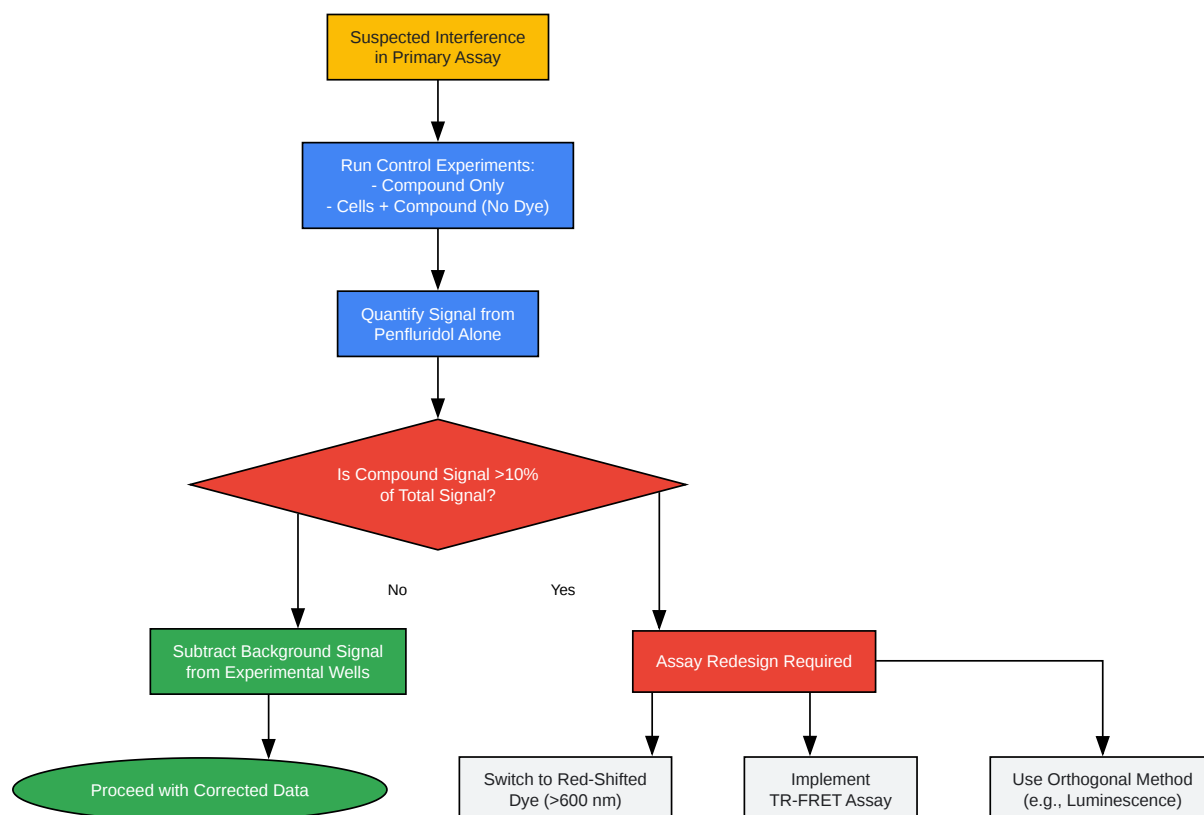 Suspected Interference
in Primary Assay
Run Control Experiments:
- Compound Only
- Cells + Compound (No Dye)
Quantify Signal from
Penfluridol Alone
Is Compound Signal >10%
of Total Signal?
No
Yes
Subtract Background Signal
from Experimental Wells
Assay Redesign Required
Proceed with Corrected Data
Switch to Red-Shifted
Dye (>600 nm)
Implement
TR-FRET Assay
Use Orthogonal Method
(e.g., Luminescence)